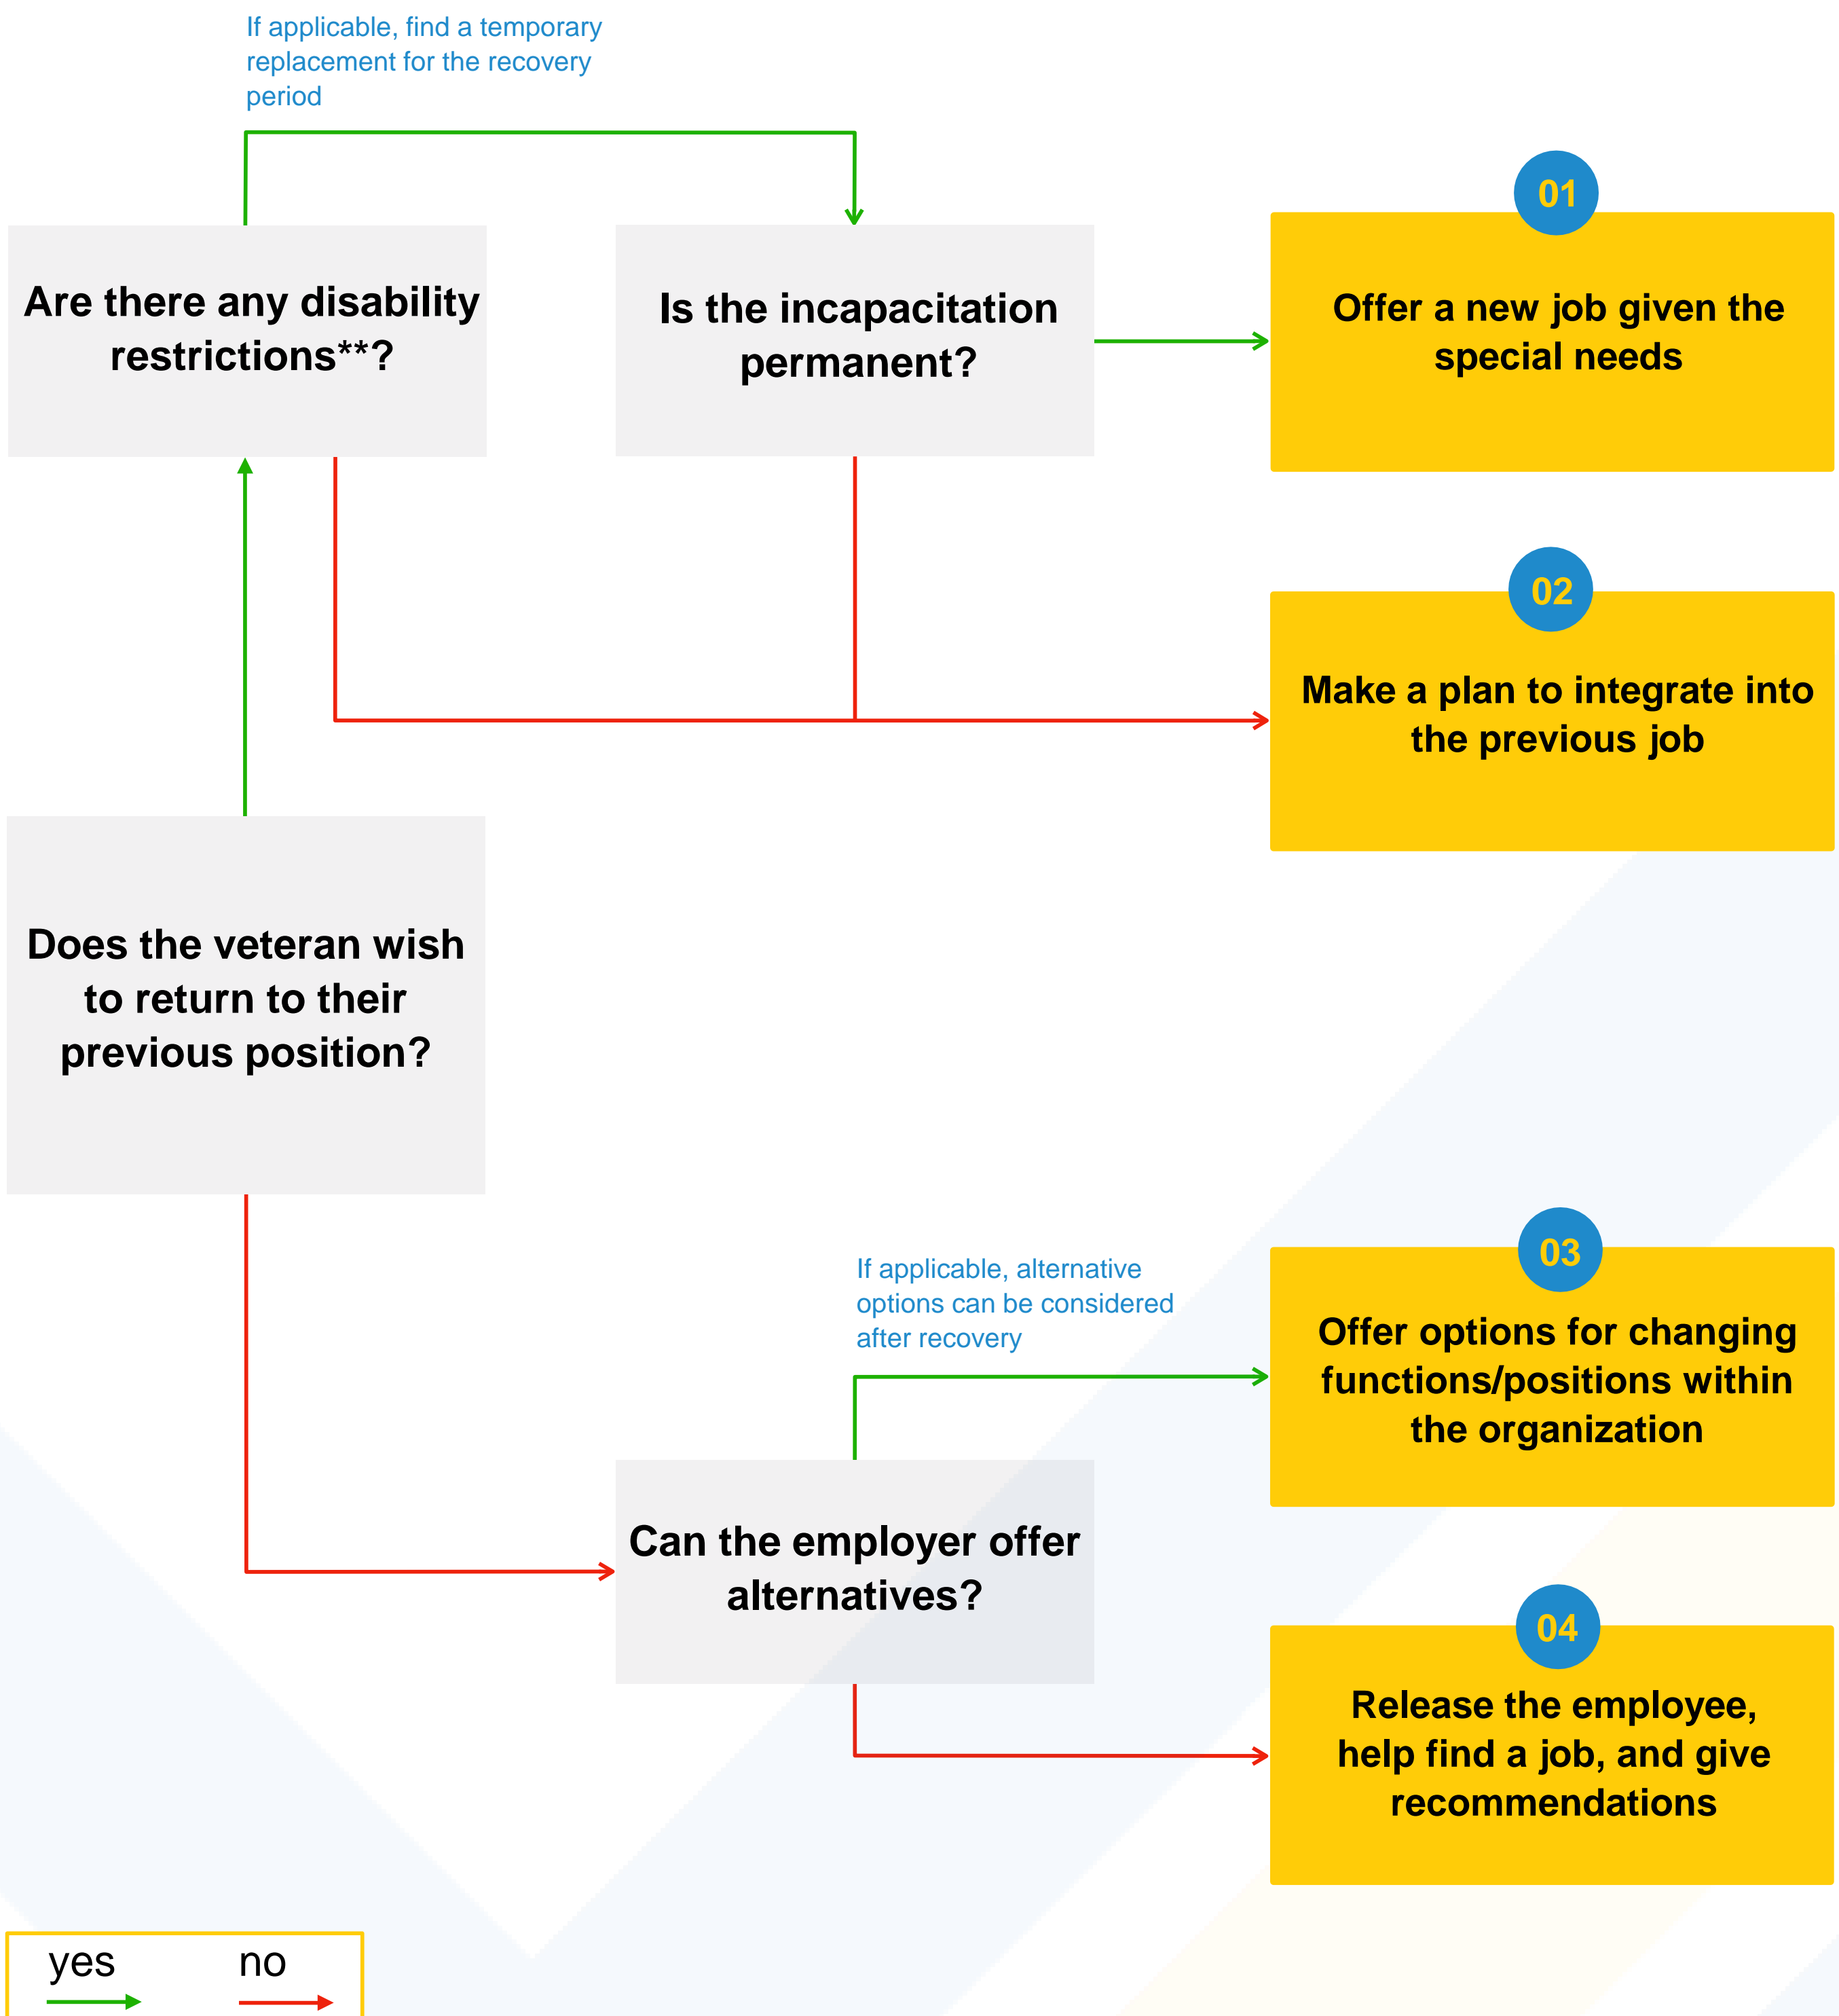 If applicable, find a temporary
replacement for the recovery
period
Are there any disability
restrictions**?
Is the incapacitation
permanent?
01
Offer a new job given the
special needs
02
Make a plan to integrate into
the previous job
Does the veteran wish
to return to their
previous position?
If applicable, alternative
options can be considered
after recovery
03
Offer options for changing
functions/positions within
the organization
Can the employer offer
alternatives?
04
Release the employee,
help find a job, and give
recommendations
yes no